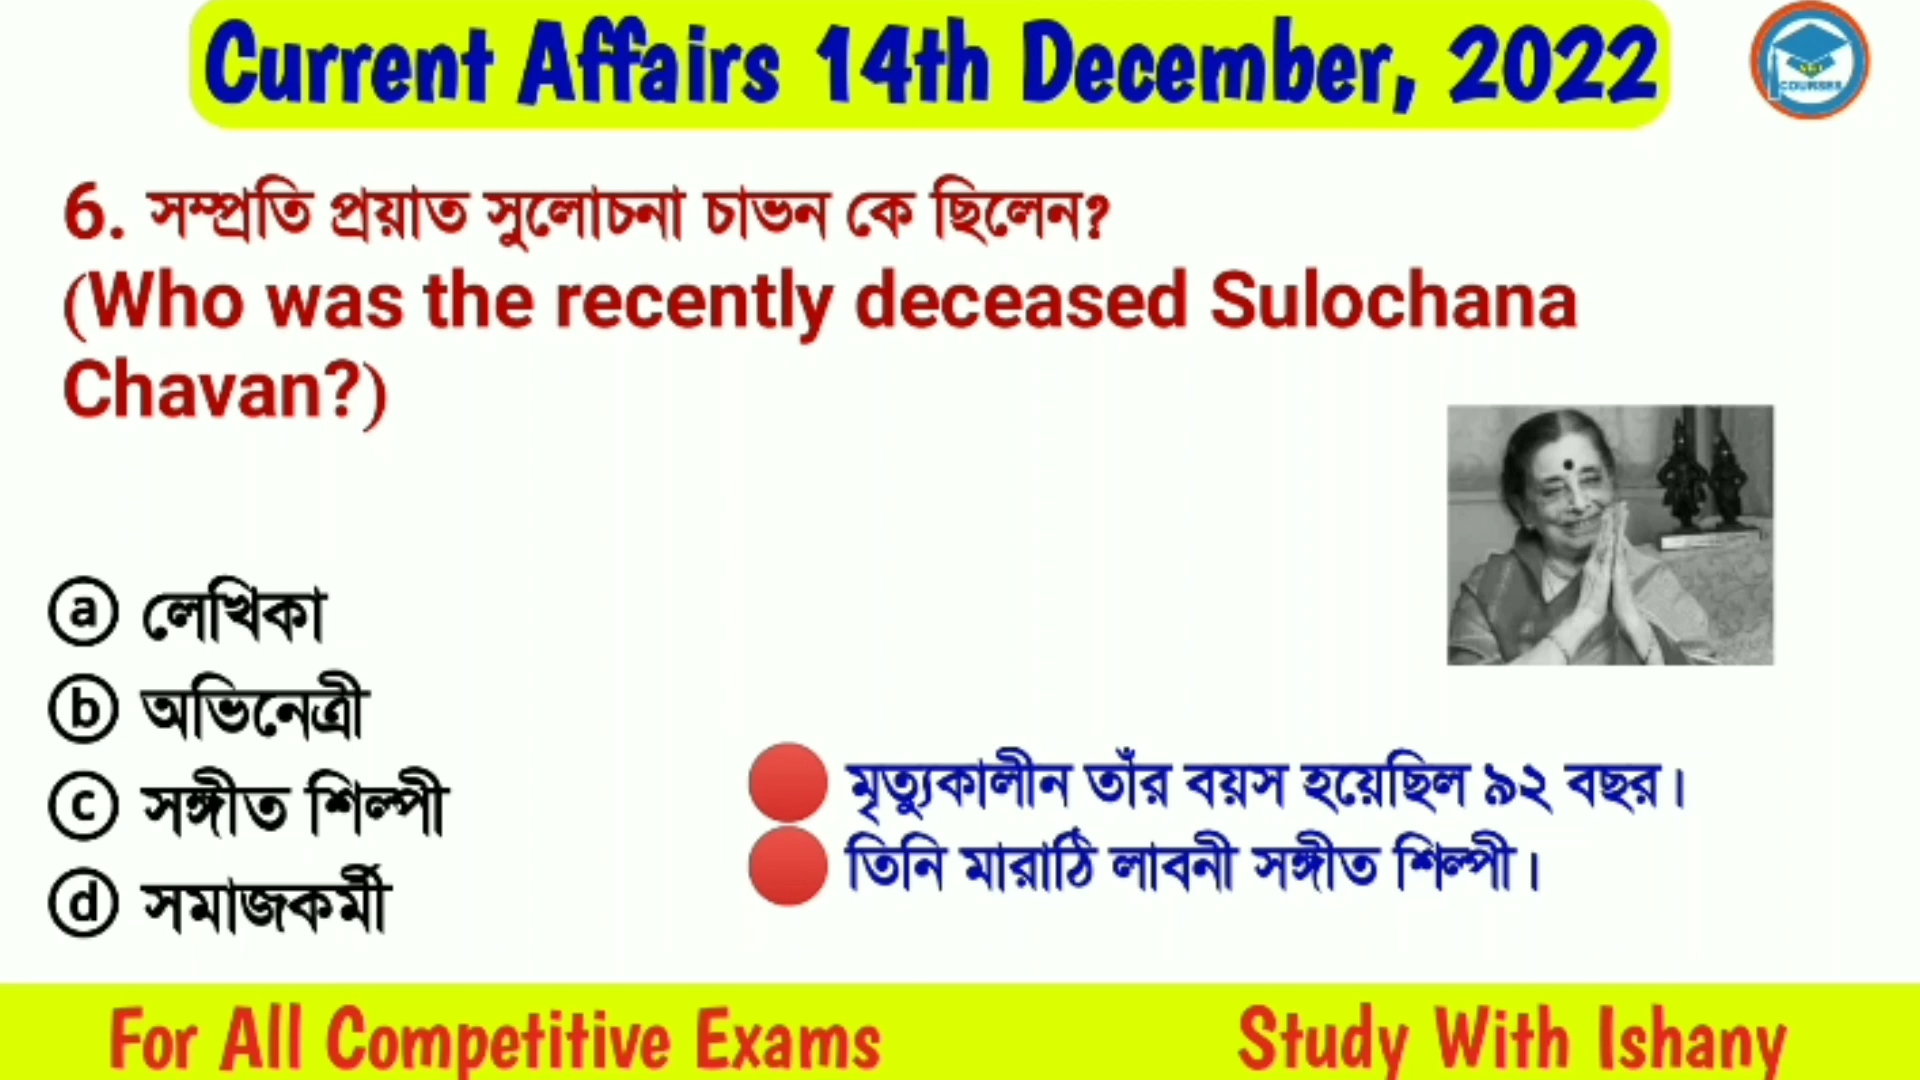 Current Affairs 14th December, 2022
COURSES
6. সম্প্রতি প্রয়াত সুলোচনা চাভন কে ছিলেন?
(Who was the recently deceased Sulochana
Chavan?)
ⓐ লেখিকা
ⓑ অভিনেত্রী
ⓒ সঙ্গীত শিল্পী
ⓓ সমাজকর্মী
মৃত্যুকালীন তাঁর বয়স হয়েছিল ৯২ বছর।
তিনি মারাঠি লাবনী সঙ্গীত শিল্পী।
For All Competitive Exams
Study With Ishany